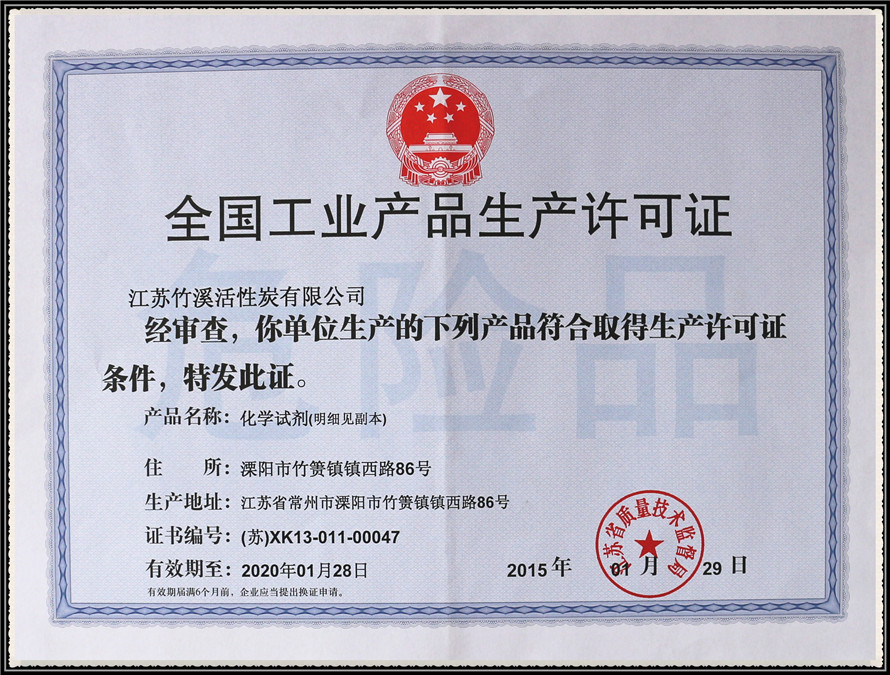 全国工业产品生产许可证
危险品
江苏竹溪活性炭有限公司
经审查，你单位生产的下列产品符合取得生产许可证
条件，特发此证。
产品名称：化学试剂(明细见副本)
住 所：溧阳市竹箦镇镇西路86号
生产地址：江苏省常州市溧阳市竹箦镇镇西路86号
证书编号：(苏)XK13-011-00047
有效期至：2020年01月28日
2015年 01月 29日
江苏省质量技术监督局
有效期届满6个月前，企业应当提出换证申请。